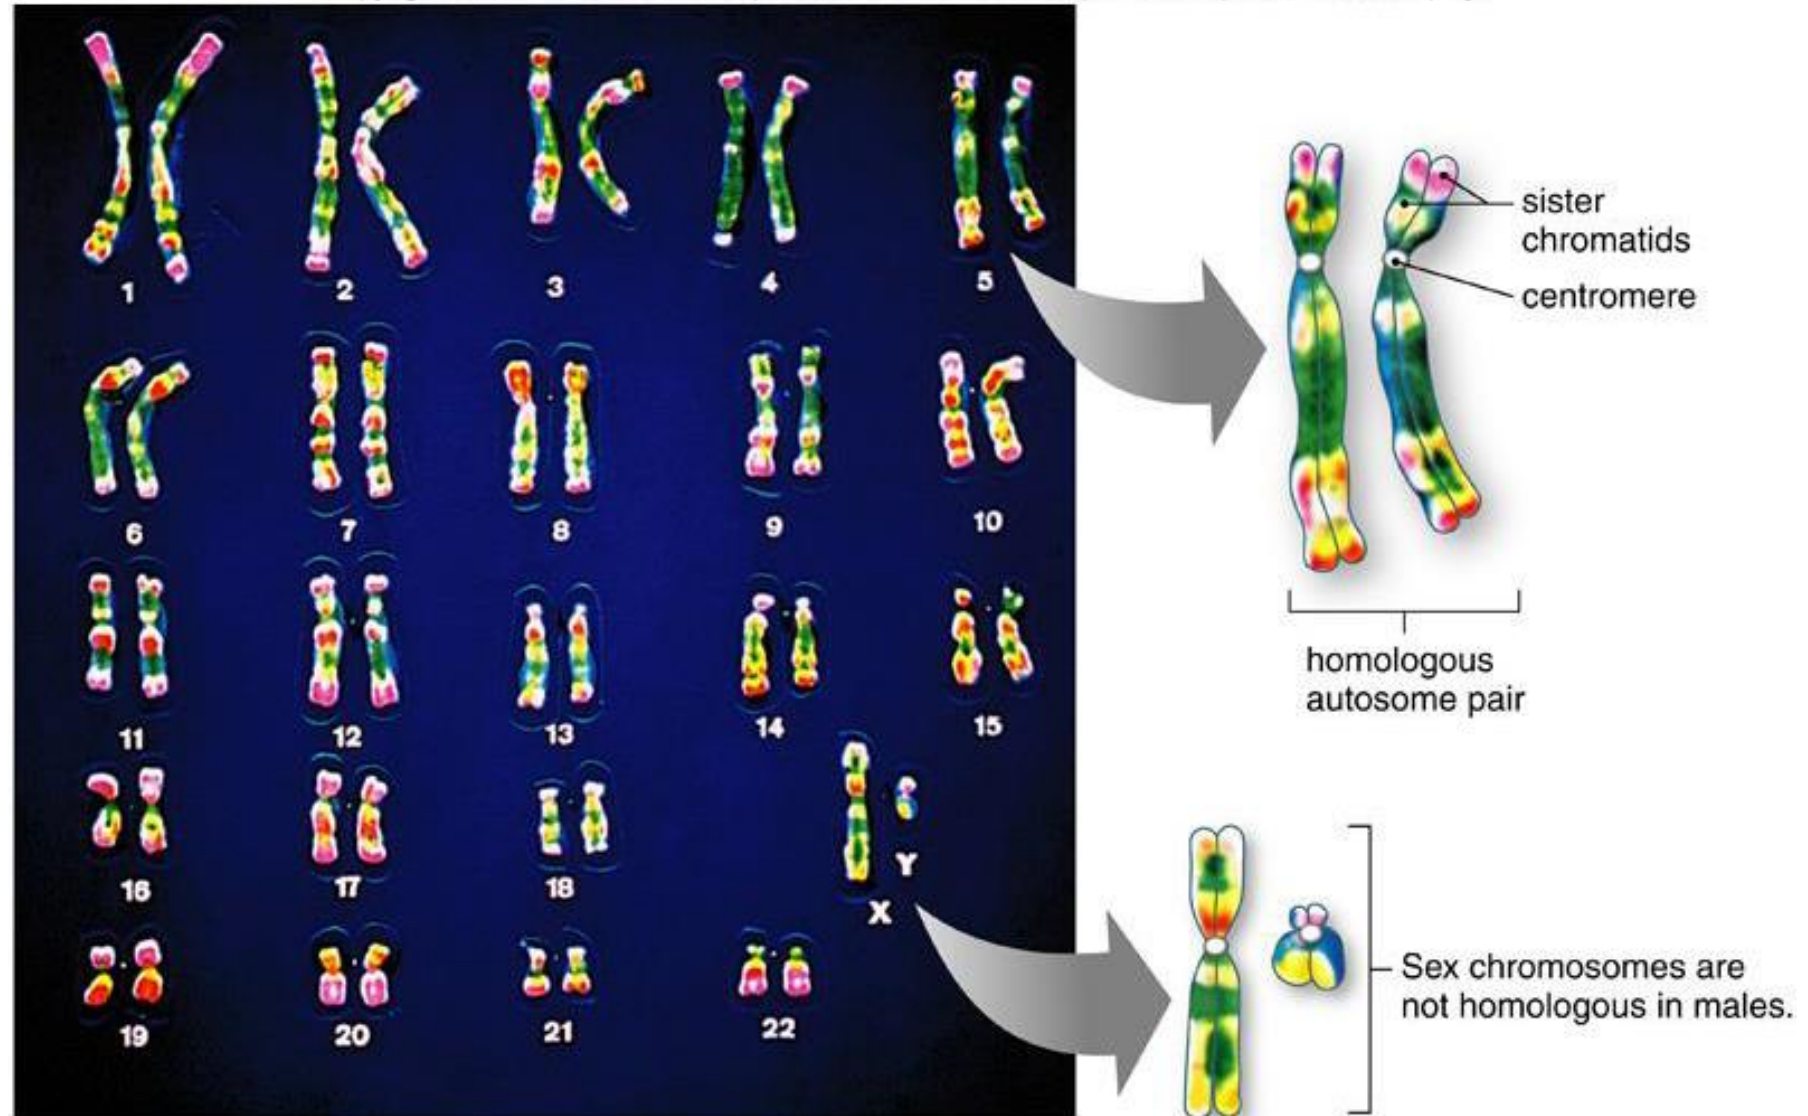 1
2
3
4
5
6
7
8
9
10
11
12
13
14
15
16
17
18
X
Y
19
20
21
22
sister
chromatids
centromere
homologous
autosome pair
Sex chromosomes are
not homologous in males.